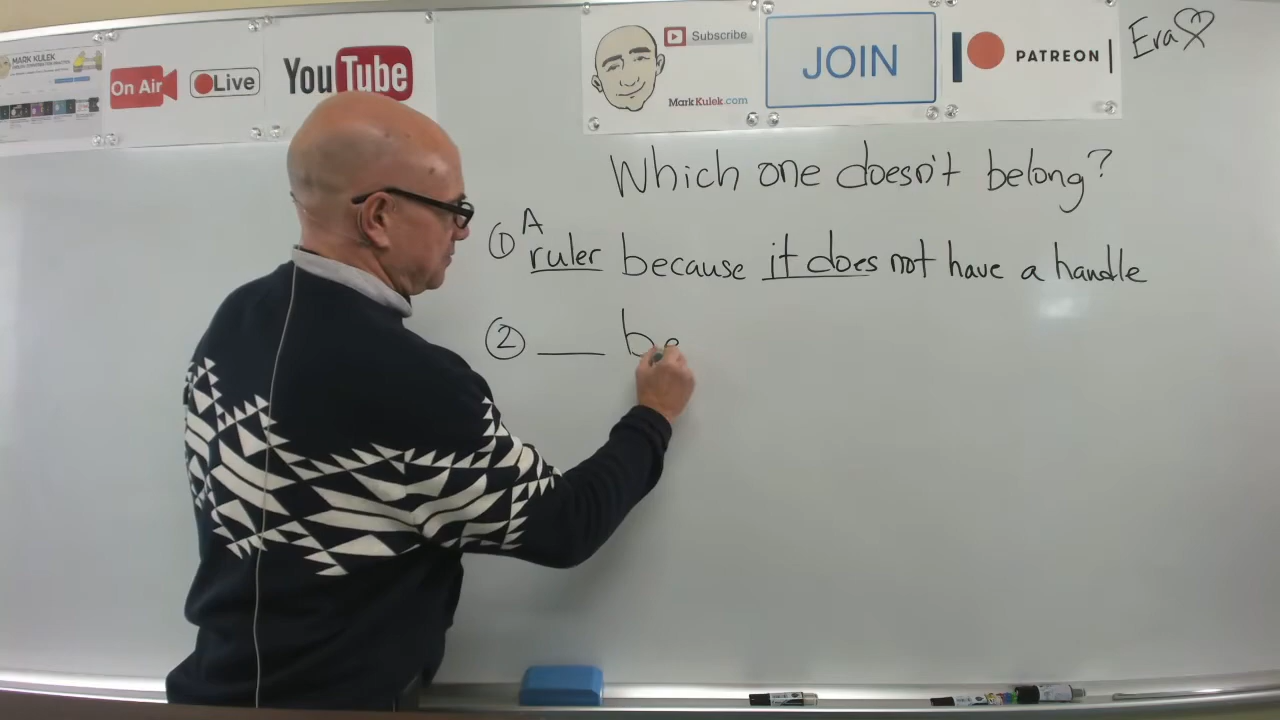 MARK KULEK
On Air
Live
YouTube
Subscribe
MarkKulek.com
JOIN
PATREON
Era
Which one doesn't belong?
① A ruler because it does not have a handle
② ___ be